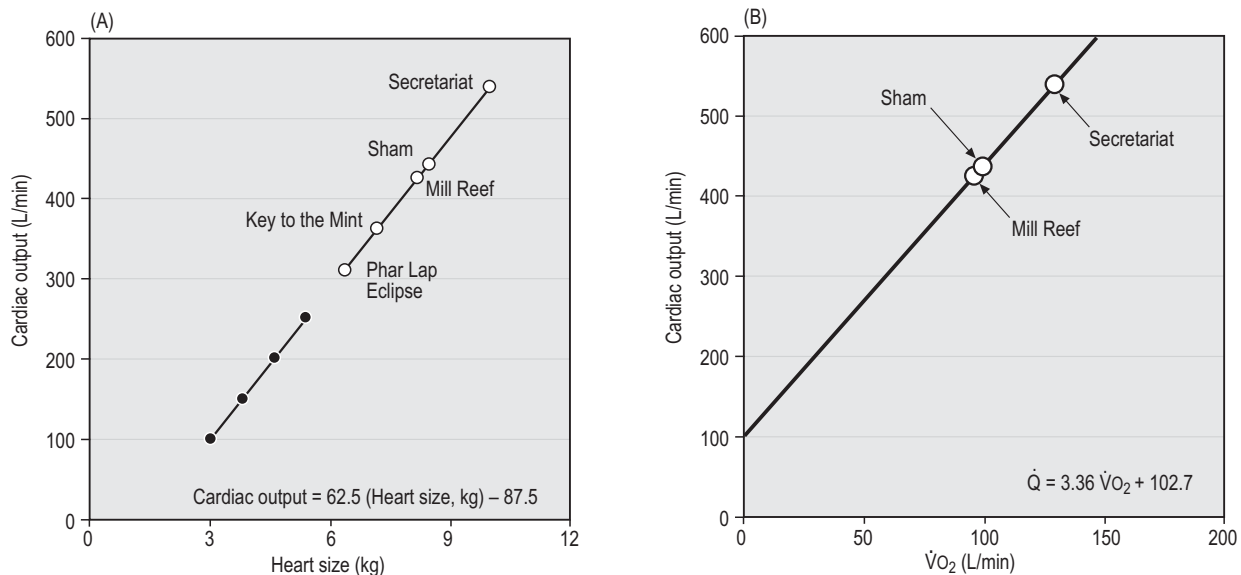 (A)
600
500
400
300
200
100
0
Cardiac output (L/min)
Secretariat
Sham
Mill Reef
Key to the Mint
Phar Lap
Eclipse
Cardiac output = 62.5 (Heart size, kg) – 87.5
0 3 6 9 12
Heart size (kg)
(B)
600
500
400
300
200
100
0
Cardiac output (L/min)
Sham
Secretariat
Mill Reef
Q̇ = 3.36 V̇O₂ + 102.7
0 50 100 150 200
V̇O₂ (L/min)